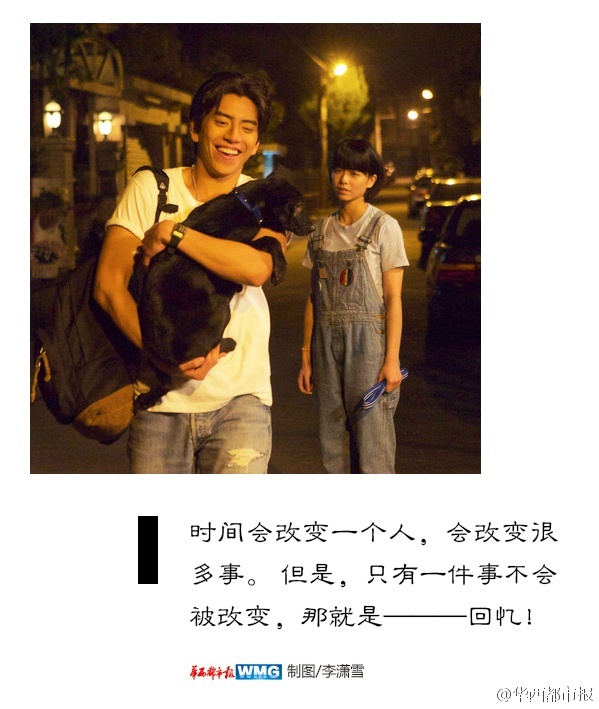 时间会改变一个人，会改变很
多事。但是，只有一件事不会
被改变，那就是———回忆！
华西都市报 WMG 制图/李潇雪
@华西都市报